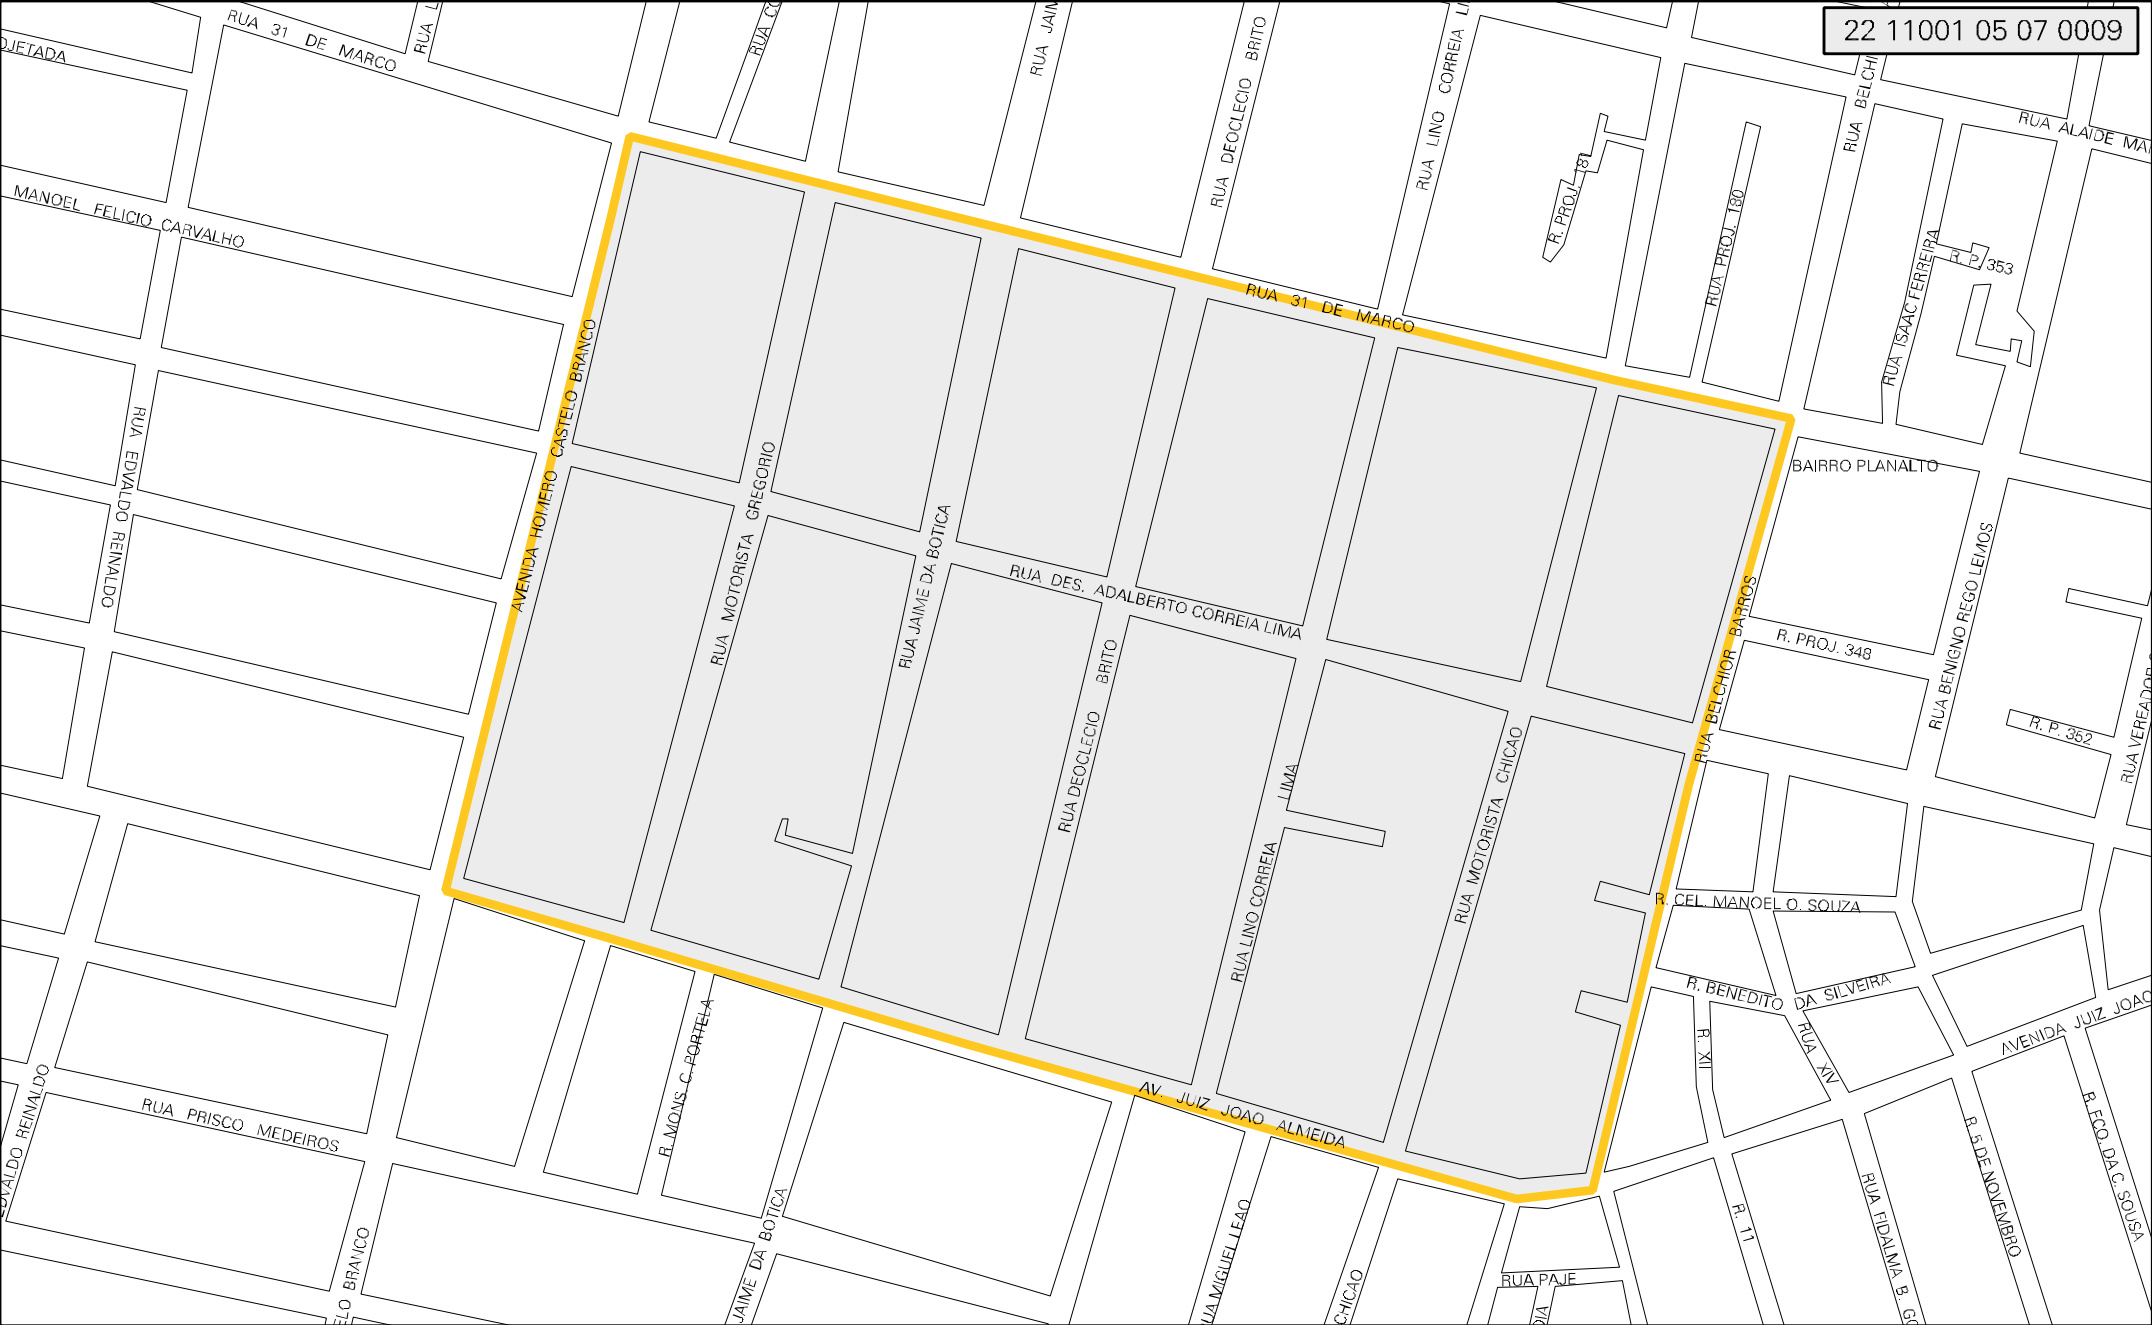 22 11001 05 07 0009
RUA 31 DE MARCO
RUA DEOCLECIO BRITO
RUA LINO CORREIA
R. PROJ. 181
RUA PROJ. 180
RUA ALAIDE
MANOEL FELICIO CARVALHO
RUA ISAAC FERREIRA
R. P. 353
RUA 31 DE MARCO
AVENIDA HOMERO CASTELO BRANCO
RUA EDVALDO REINALDO
BAIRRO PLANALTO
RUA MOTORISTA GREGORIO
RUA JAIME DA BOTICA
RUA DES. ADALBERTO CORREIA LIMA
RUA BELCHIOR BARROS
R. PROJ. 348
RUA BENIGNO REGO LEMOS
R. P. 352
RUA VEREADOR
RUA DEOCLECIO BRITO
RUA LINO CORREIA LIMA
RUA MOTORISTA CHICAO
R. CEL. MANOEL O. SOUZA
R. BENEDITO DA SILVEIRA
R. XII
RUA XIV
AVENIDA JUIZ JOAO
R. MONS. C. PORTELA
AV. JUIZ JOAO ALMEIDA
RUA PRISCO MEDEIROS
EDVALDO REINALDO
JAIME DA BOTICA
RUA MIGUEL LEAO
CHICAO
RUA PAJE
R. 11
RUA FIDALMA B.
R. 5 DE NOVEMBRO
R. FCO. DA C. SOUSA
BRANCO